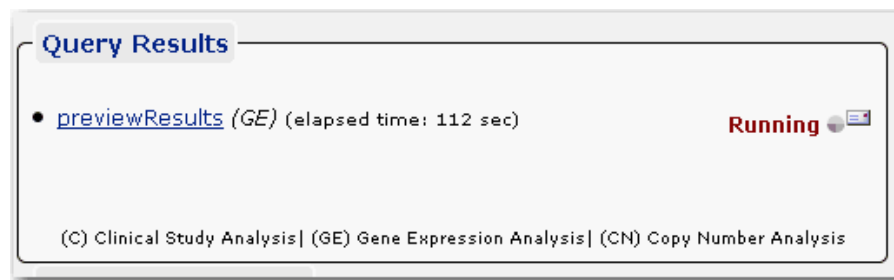 Query Results
previewResults (GE) (elapsed time: 112 sec) Running
(C) Clinical Study Analysis| (GE) Gene Expression Analysis| (CN) Copy Number Analysis